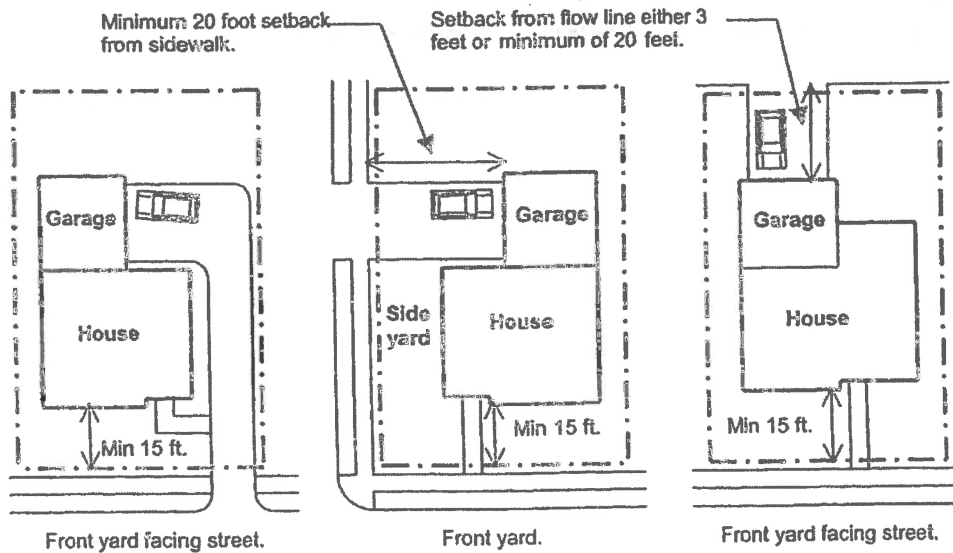 Minimum 20 foot setback
from sidewalk.
Setback from flow line either 3
feet or minimum of 20 feet.
Garage
House
Min 15 ft.
Front yard facing street.
Garage
Side
yard
House
Min 15 ft.
Front yard.
Garage
House
Min 15 ft.
Front yard facing street.